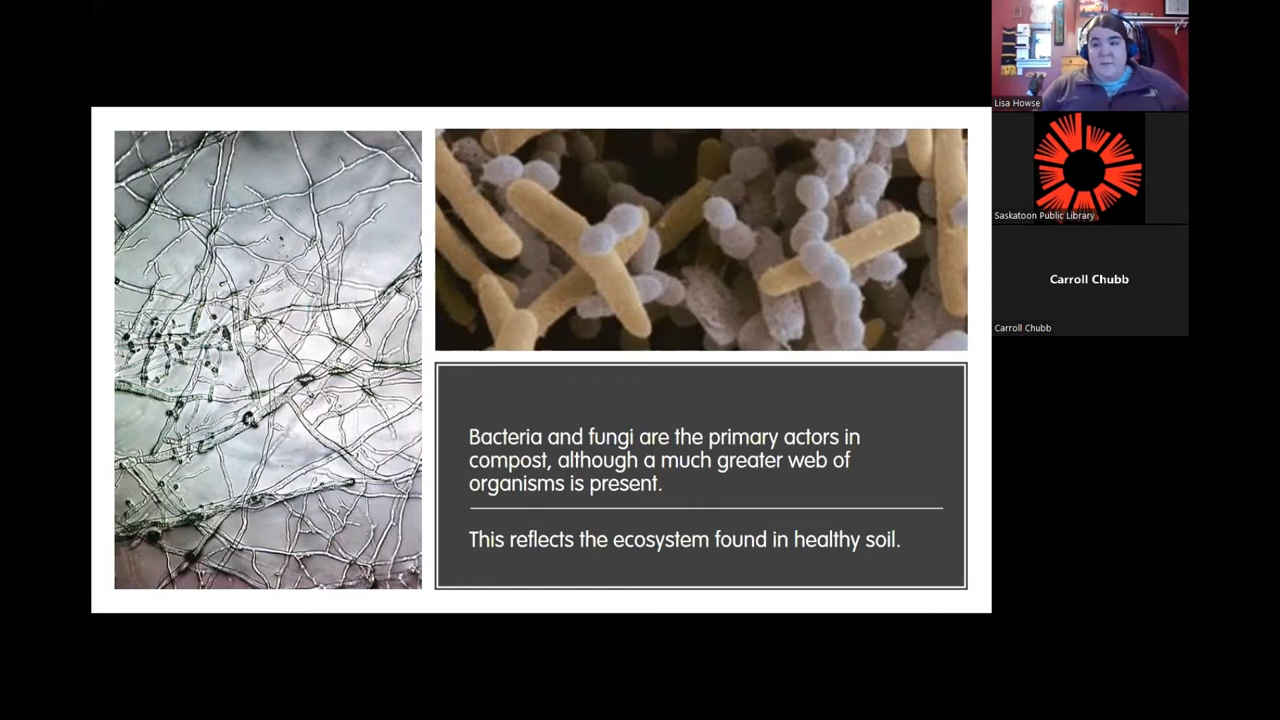 Bacteria and fungi are the primary actors in
compost, although a much greater web of
organisms is present.
This reflects the ecosystem found in healthy soil.
Lisa Howse
Saskatoon Public Library
Carroll Chubb
Carroll Chubb